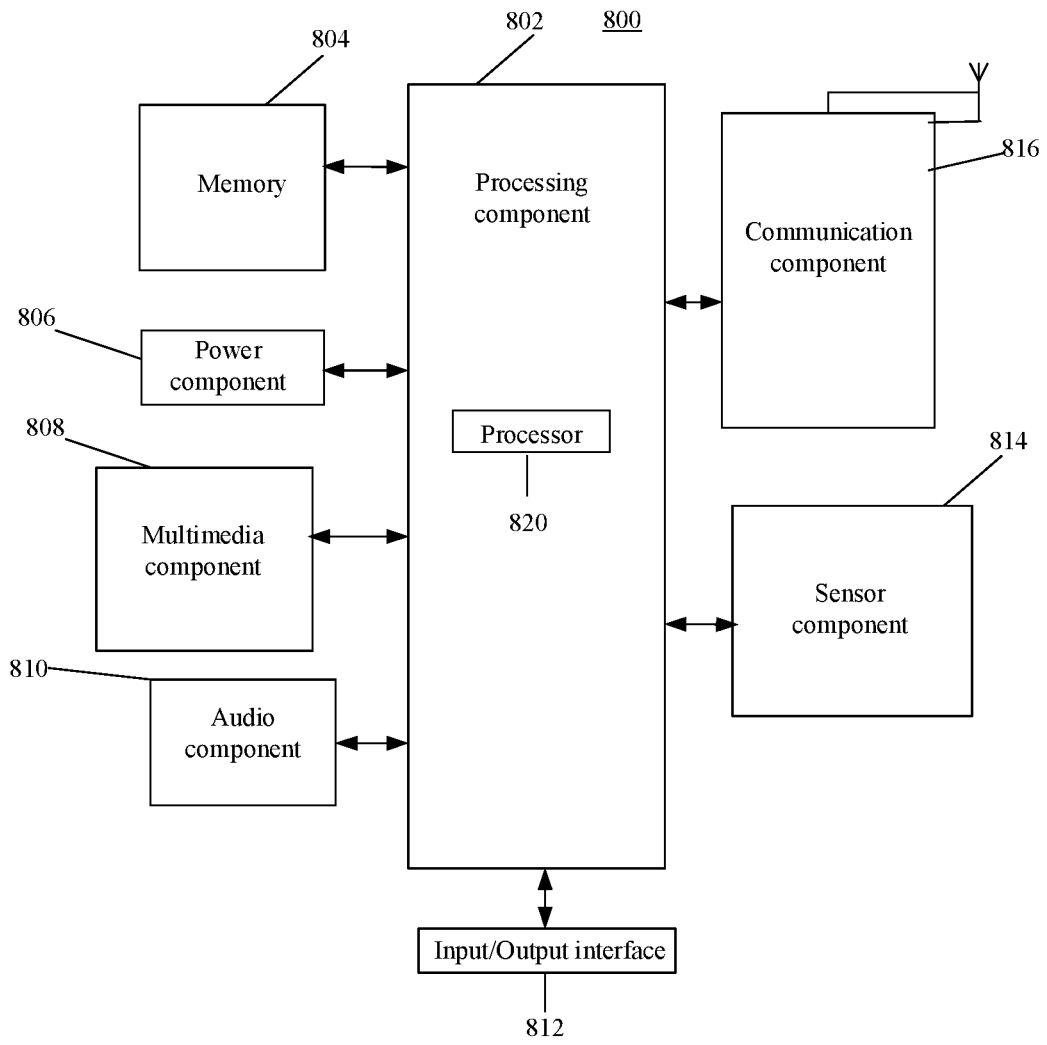 802
800
804
816
Memory
Processing
component
Communication
component
806
Power
component
808
Processor
820
814
Multimedia
component
Sensor
component
810
Audio
component
Input/Output interface
812